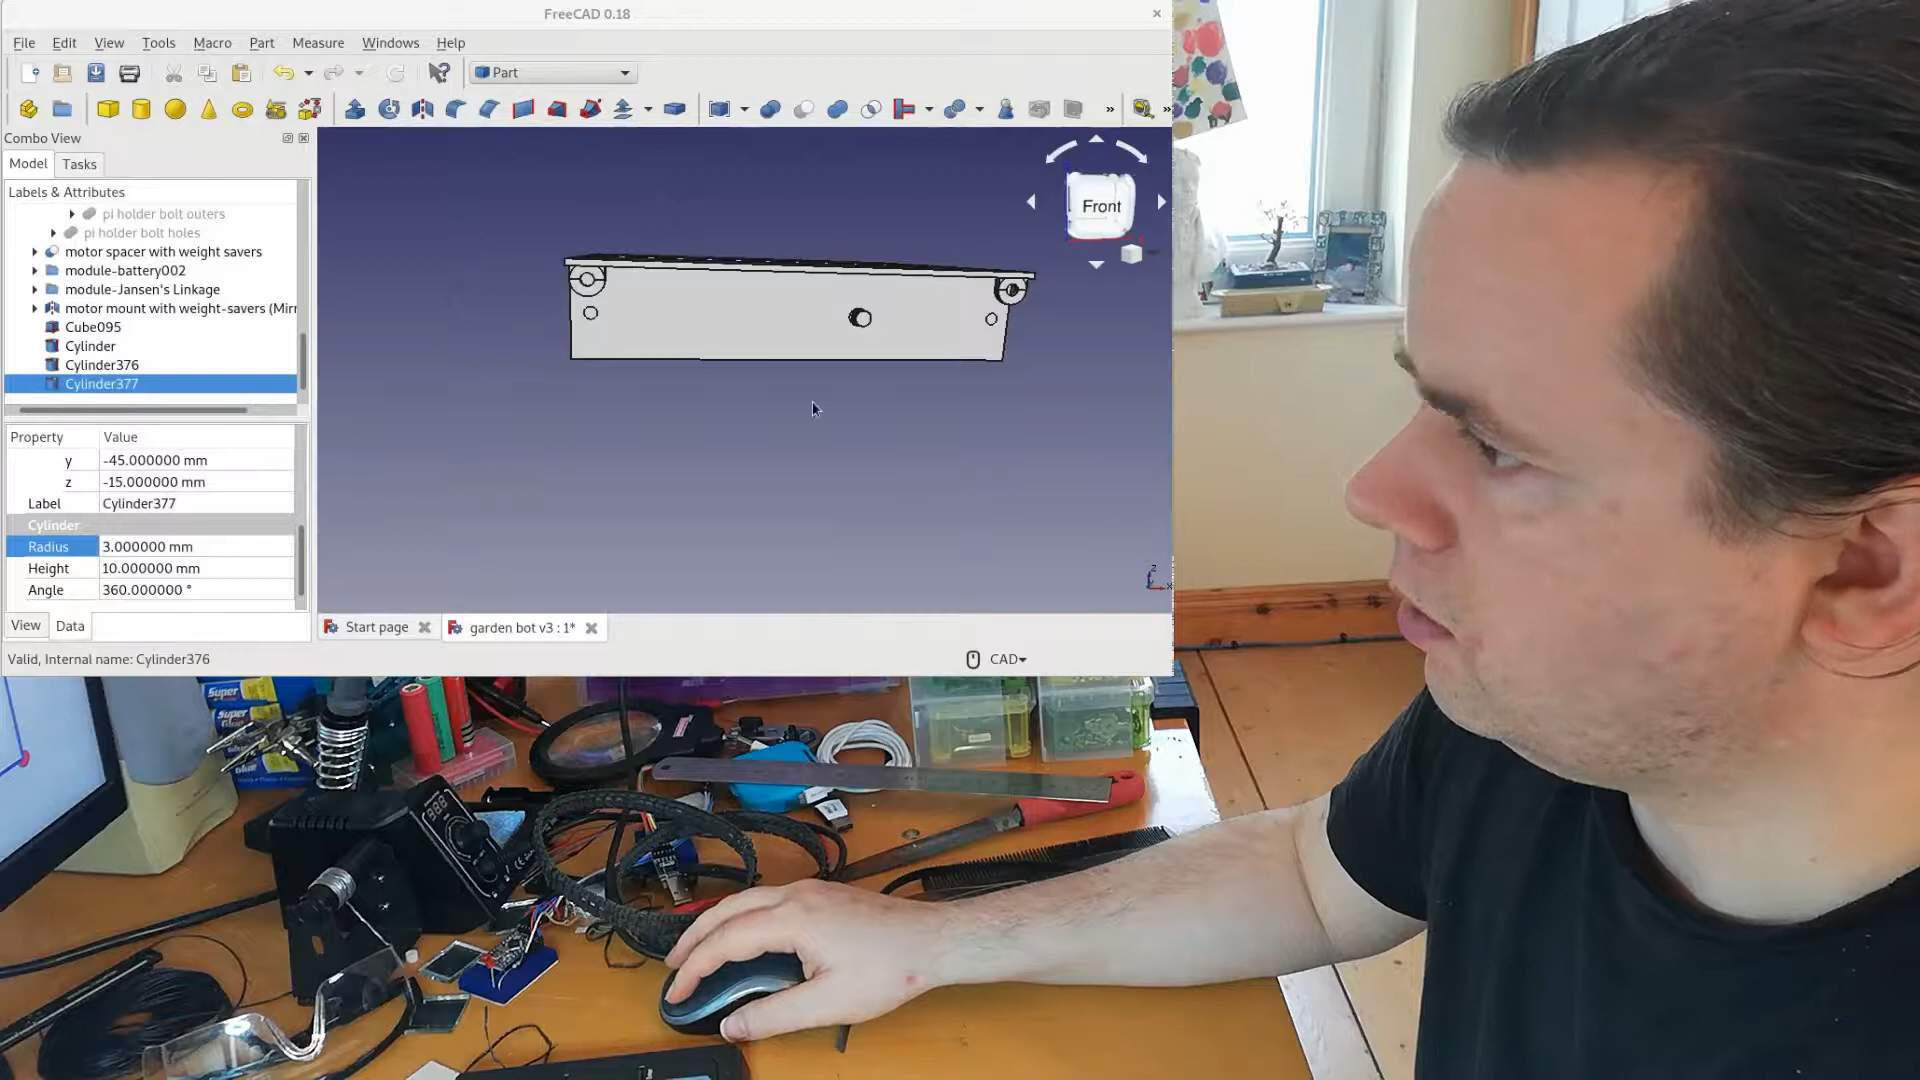 FreeCAD 0.18
File Edit View Tools Macro Part Measure Windows Help
Part
Combo View
Model Tasks
Labels & Attributes
pi holder bolt outers
pi holder bolt holes
motor spacer with weight savers
module-battery002
module-Jansen's Linkage
motor mount with weight-savers (Mirr
Cube095
Cylinder
Cylinder376
Cylinder377
Property Value
y -45.000000 mm
z -15.000000 mm
Label Cylinder377
Cylinder
Radius 3.000000 mm
Height 10.000000 mm
Angle 360.000000 °
View Data
Front
z
x
Start page
garden bot v3 : 1*
Valid, Internal name: Cylinder376
CAD
Super
Super